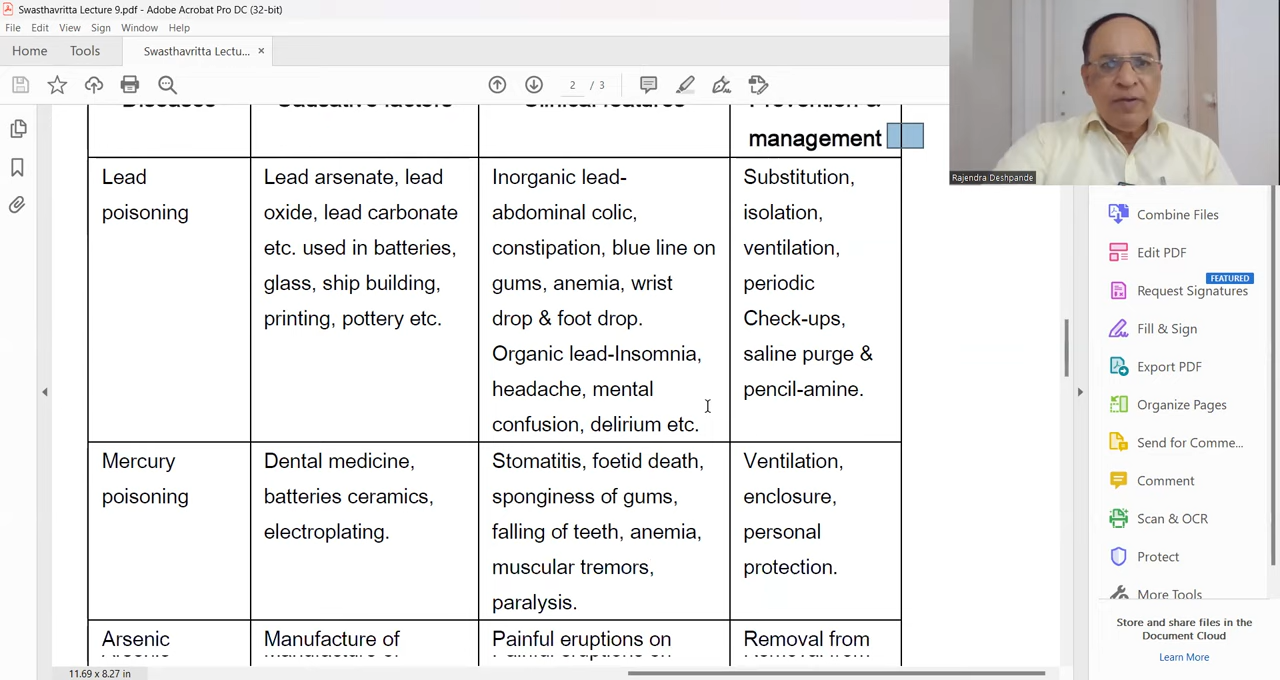 Swasthavritta Lecture 9.pdf - Adobe Acrobat Pro DC (32-bit)
File Edit View Sign Window Help
Home Tools Swasthavritta Lectu... ×
2 / 3
Diseases Causative factors Clinical features Prevention &
management
Lead
poisoning
Lead arsenate, lead
oxide, lead carbonate
etc. used in batteries,
glass, ship building,
printing, pottery etc.
Inorganic lead-
abdominal colic,
constipation, blue line on
gums, anemia, wrist
drop & foot drop.
Organic lead-Insomnia,
headache, mental
confusion, delirium etc.
Substitution,
isolation,
ventilation,
periodic
Check-ups,
saline purge &
pencil-amine.
Mercury
poisoning
Dental medicine,
batteries ceramics,
electroplating.
Stomatitis, foetid death,
sponginess of gums,
falling of teeth, anemia,
muscular tremors,
paralysis.
Ventilation,
enclosure,
personal
protection.
Arsenic
Manufacture of
Painful eruptions on
Removal from
11.69 x 8.27 in
Rajendra Deshpande
Combine Files
Edit PDF
FEATURED
Request Signatures
Fill & Sign
Export PDF
Organize Pages
Send for Comme...
Comment
Scan & OCR
Protect
More Tools
Store and share files in the
Document Cloud
Learn More